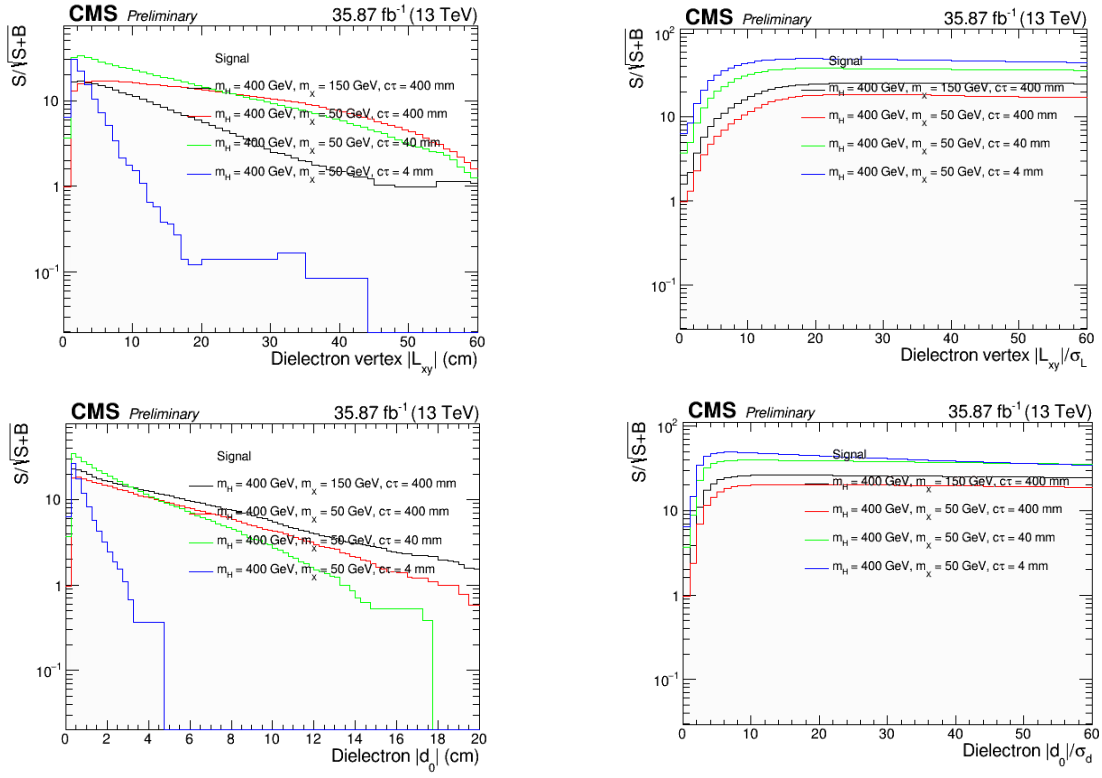 CMS Preliminary 35.87 fb⁻¹ (13 TeV)
S/√S+B
Signal
m_H = 400 GeV, m_X = 150 GeV, cτ = 400 mm
m_H = 400 GeV, m_X = 50 GeV, cτ = 400 mm
m_H = 400 GeV, m_X = 50 GeV, cτ = 40 mm
m_H = 400 GeV, m_X = 50 GeV, cτ = 4 mm
10
1
10⁻¹
0 10 20 30 40 50 60
Dielectron vertex |L_xy| (cm)
CMS Preliminary 35.87 fb⁻¹ (13 TeV)
S/√S+B
10²
Signal
m_H = 400 GeV, m_X = 150 GeV, cτ = 400 mm
m_H = 400 GeV, m_X = 50 GeV, cτ = 400 mm
m_H = 400 GeV, m_X = 50 GeV, cτ = 40 mm
m_H = 400 GeV, m_X = 50 GeV, cτ = 4 mm
10
1
10⁻¹
0 10 20 30 40 50 60
Dielectron vertex |L_xy|/σ_L
CMS Preliminary 35.87 fb⁻¹ (13 TeV)
S/√S+B
Signal
m_H = 400 GeV, m_X = 150 GeV, cτ = 400 mm
m_H = 400 GeV, m_X = 50 GeV, cτ = 400 mm
m_H = 400 GeV, m_X = 50 GeV, cτ = 40 mm
m_H = 400 GeV, m_X = 50 GeV, cτ = 4 mm
10
1
10⁻¹
0 2 4 6 8 10 12 14 16 18 20
Dielectron |d_0| (cm)
CMS Preliminary 35.87 fb⁻¹ (13 TeV)
S/√S+B
10²
Signal
m_H = 400 GeV, m_X = 150 GeV, cτ = 400 mm
m_H = 400 GeV, m_X = 50 GeV, cτ = 400 mm
m_H = 400 GeV, m_X = 50 GeV, cτ = 40 mm
m_H = 400 GeV, m_X = 50 GeV, cτ = 4 mm
10
1
10⁻¹
0 10 20 30 40 50 60
Dielectron |d_0|/σ_d